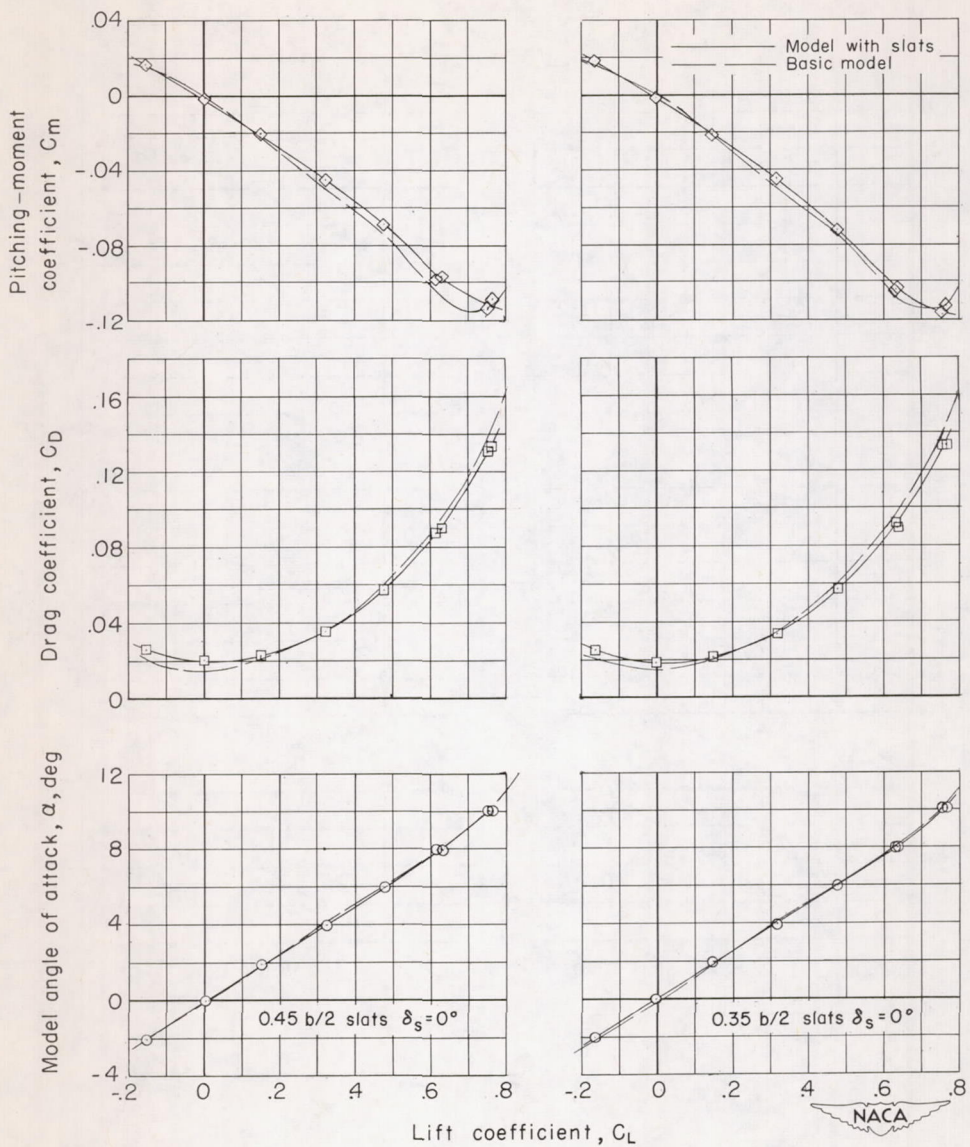 Pitching-moment
coefficient, Cm
.04
0
-.04
-.08
-.12
Model with slats
Basic model
Drag coefficient, CD
.16
.12
.08
.04
0
Model angle of attack, α, deg
12
8
4
0
-4
0.45 b/2 slats δs=0°
0.35 b/2 slats δs=0°
-.2 0 .2 .4 .6 .8
-.2 0 .2 .4 .6 .8
Lift coefficient, CL
NACA